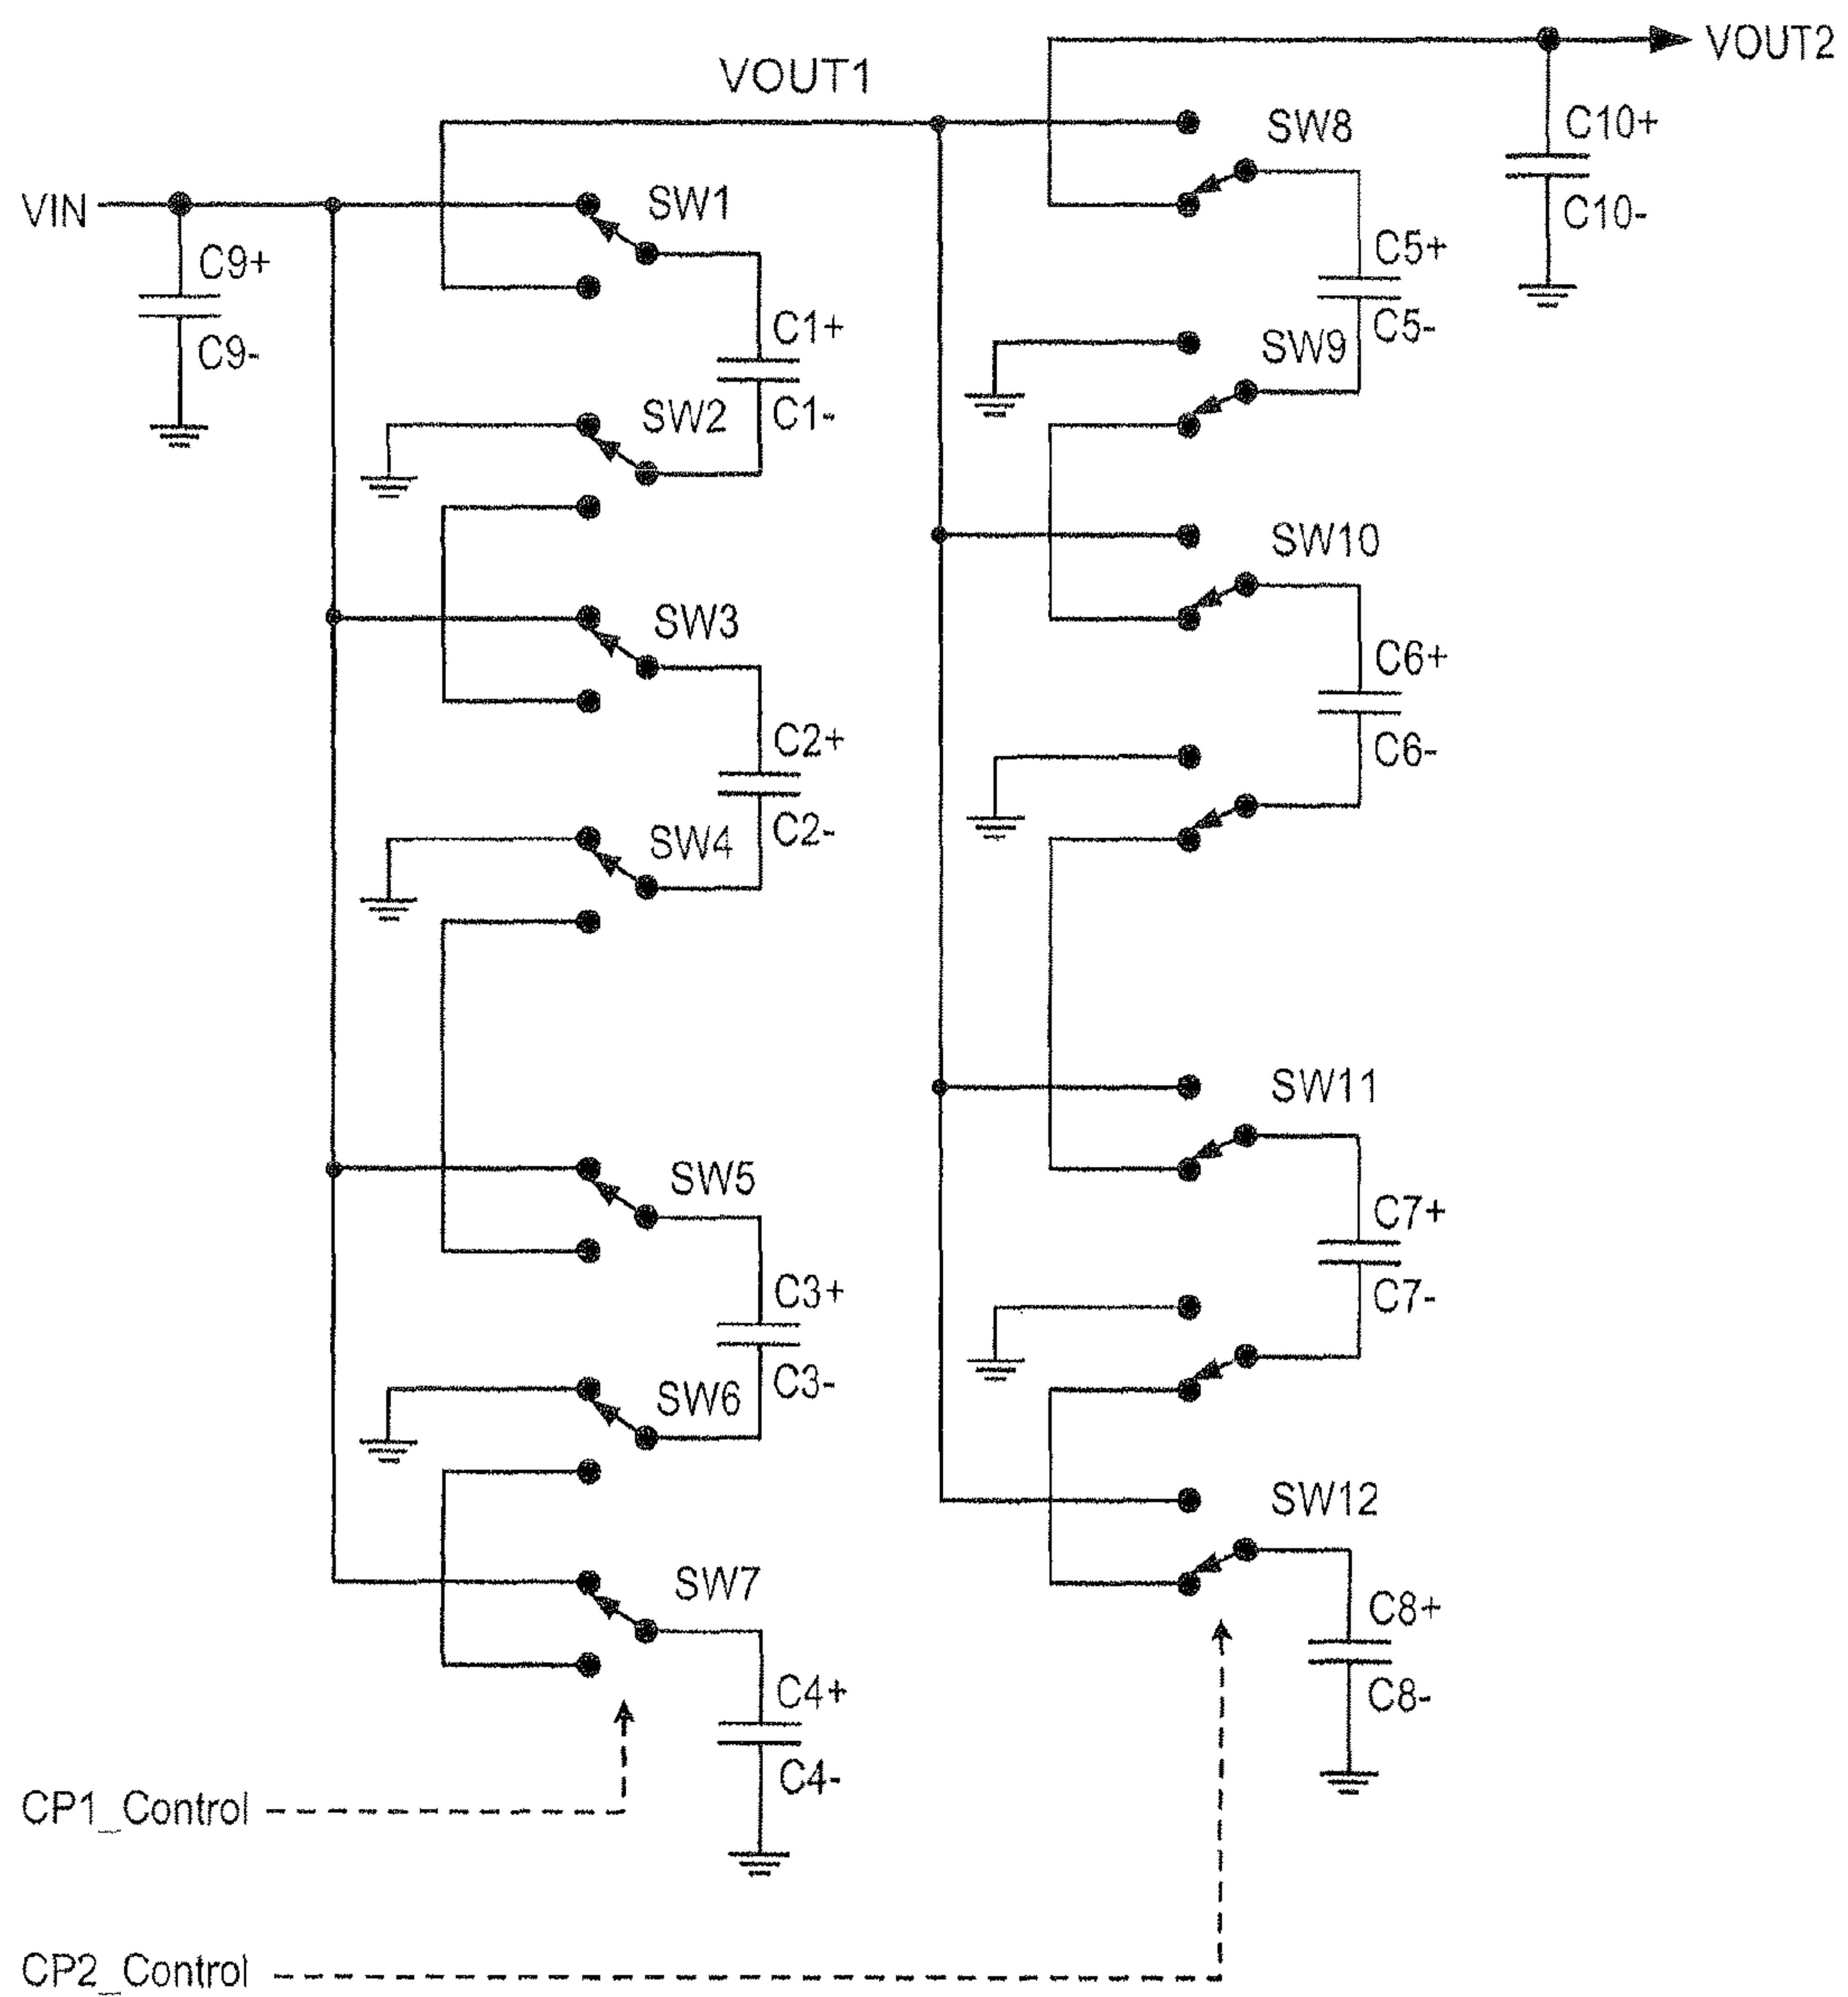 VOUT2
VOUT1
SW8
C10+
C10-
VIN
SW1
C9+
C9-
C5+
C5-
C1+
C1-
SW9
SW2
SW10
SW3
C6+
C6-
C2+
C2-
SW4
SW11
SW5
C7+
C7-
C3+
C3-
SW6
SW12
SW7
C8+
C8-
C4+
C4-
CP1_Control
CP2_Control